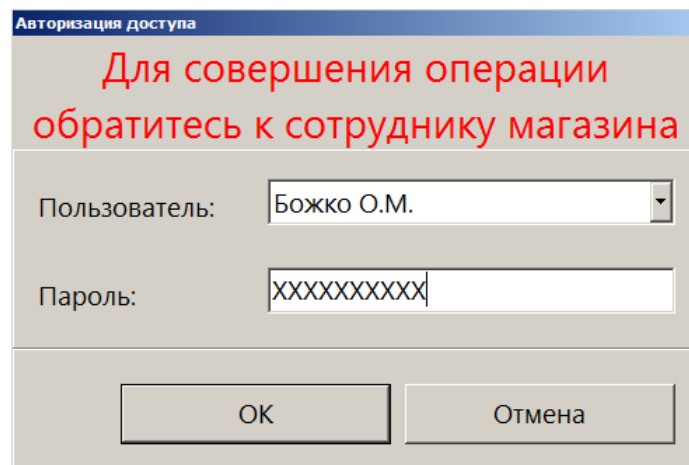 Авторизация доступа
Для совершения операции
обратитесь к сотруднику магазина
Пользователь: Божко О.М.
Пароль: XXXXXXXXXX
OK Отмена